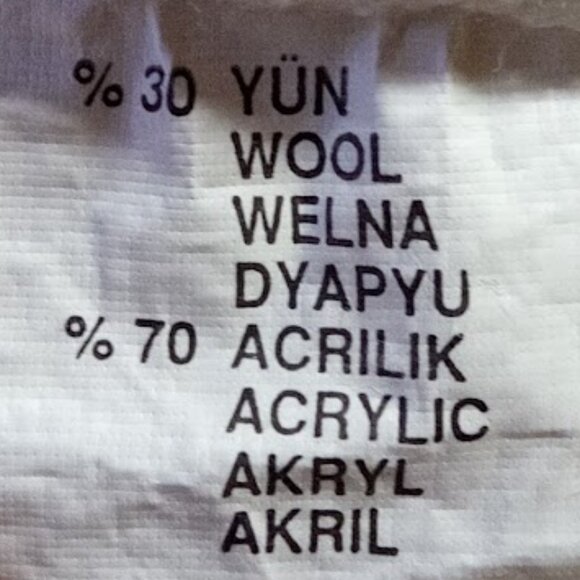 % 30 YÜN
WOOL
WELNA
DYAPYU
% 70 ACRILIK
ACRYLIC
AKRYL
AKRIL